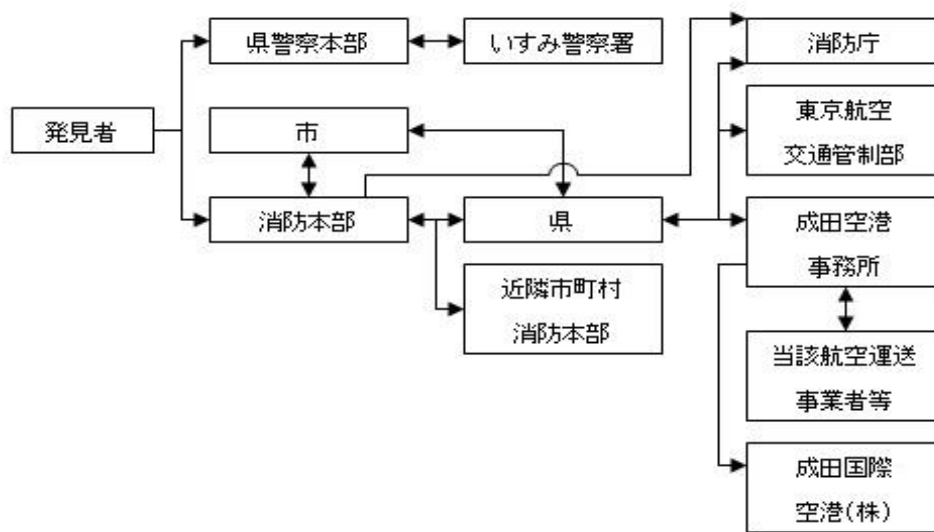 県警察本部
いすみ警察署
消防庁
発見者
市
東京航空
交通管制部
消防本部
県
成田空港
事務所
近隣市町村
消防本部
当該航空運送
事業者等
成田国際
空港(株)